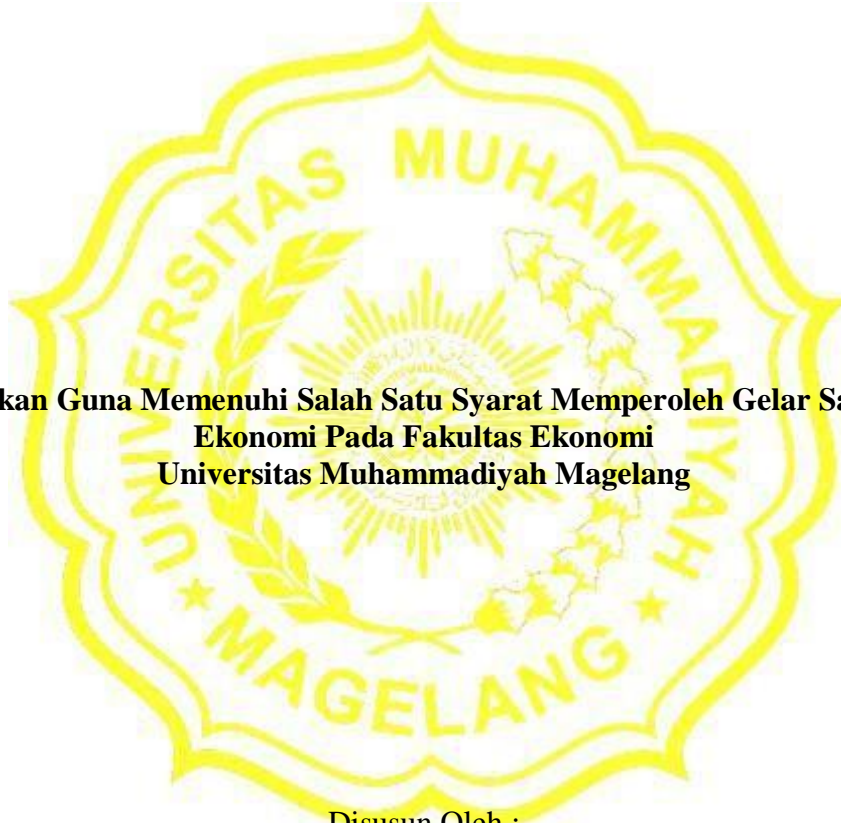 UNIVERSITAS MUHAMMADIYAH
★ MAGELANG ★
kan Guna Memenuhi Salah Satu Syarat Memperoleh Gelar Sa
Ekonomi Pada Fakultas Ekonomi
Universitas Muhammadiyah Magelang
Disusun Oleh :